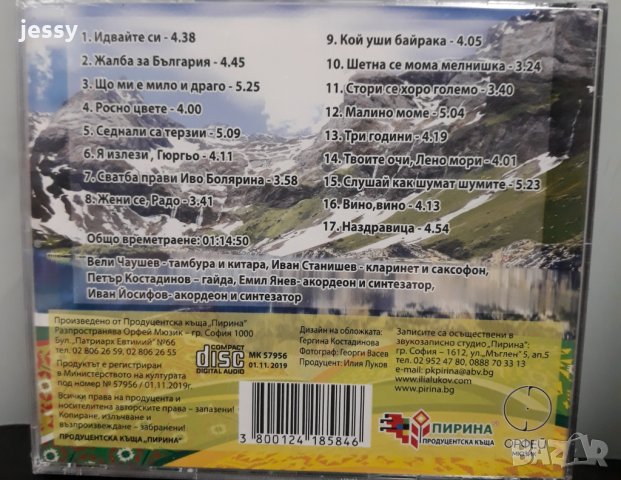 jessy
1. Идвайте си - 4.38
2. Жалба за България - 4.45
3. Що ми е мило и драго - 5.25
4. Росно цвете - 4.00
5. Седнали са терзии - 5.09
6. Я излези , Гюргьо - 4.11
7. Сватба прави Иво Болярина - 3.58
8. Жени се, Радо - 3.41
9. Кой уши байрака - 4.05
10. Шетна се мома мелнишка - 3.24
11. Стори се хоро големо - 3.40
12. Малино моме - 5.04
13. Три години - 4.19
14. Твоите очи, Лено мори - 4.01
15. Слушай как шумат шумите - 5.23
16. Вино,вино - 4.13
17. Наздравица - 4.54
Общо времетраене: 01:14:50
Вели Чаушев - тамбура и китара, Иван Станишев - кларинет и саксофон,
Петър Костадинов – гайда, Емил Янев- акордеон и синтезатор,
Иван Йосифов- акордеон и синтезатор
Произведено от Продуцентска къща „Пирина"
Разпространява Орфей Мюзик – гр. София 1000
Бул. „Патриарх Евтимий" №66
тел. 02 806 26 59; 02 806 26 55
Продуктът е регистриран в
Министерството на културата
под номер № 57956 / 01.11.2019г.
Всички права на продуцента и
носителитена авторските права – запазени!
Копиране, излъчване и
възпроизвеждане – забранени!
ПРОДУЦЕНТСКА КЪЩА „ПИРИНА"
COMPACT
disc
DIGITAL AUDIO
МК 57956
01.11.2019
Дизайн на обложката:
Гергина Костадинова
Фотограф: Георги Васев
Продуцент: Илия Луков
3 800124 185846
Записите са осъществени в
звукозаписно студио „Пирина":
гр. София – 1612, ул."Мъглен" 5, ап.5
тел. 02 952 47 80, 0888 70 33 13
e-mail: pkpirina@abv.bg
www.ilialukov.com
www.pirina.bg
ПИРИНА
ПРОДУЦЕНТСКА КЪЩА
ОРФЕЙ
МЮЗИК
БАZАР